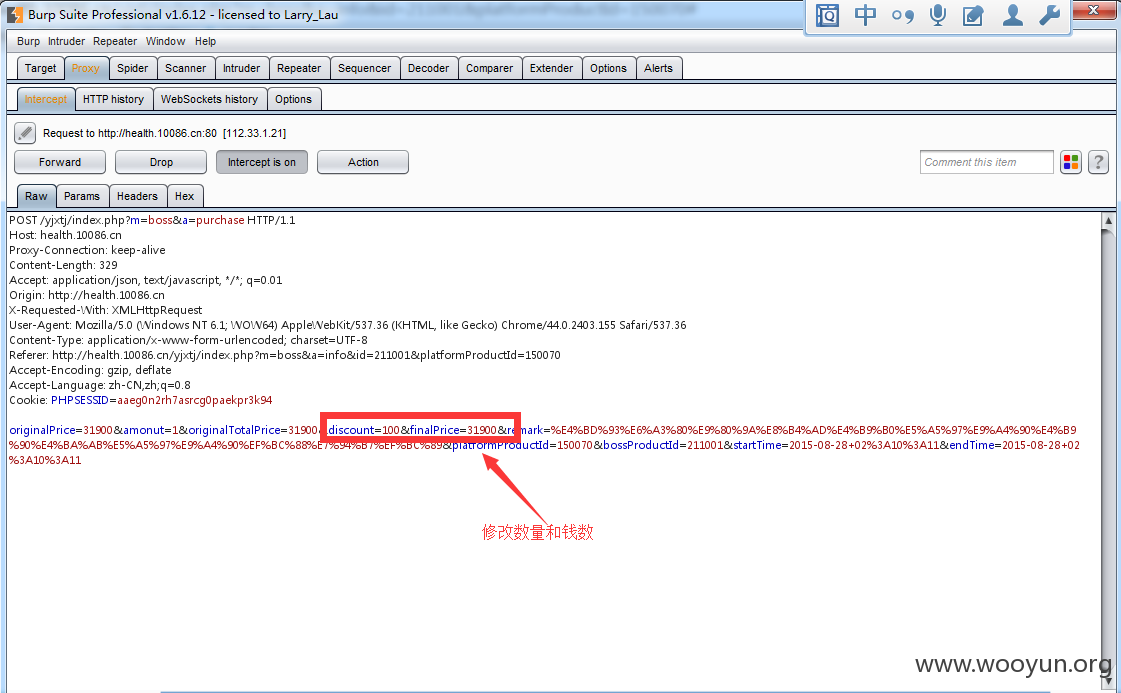 Burp Suite Professional v1.6.12 - licensed to Larry_Lau
中
Burp Intruder Repeater Window Help
Target Proxy Spider Scanner Intruder Repeater Sequencer Decoder Comparer Extender Options Alerts
Intercept HTTP history WebSockets history Options
Request to http://health.10086.cn:80 [112.33.1.21]
Forward Drop Intercept is on Action Comment this item ?
Raw Params Headers Hex
POST /yjxtj/index.php?m=boss&a=purchase HTTP/1.1
Host: health.10086.cn
Proxy-Connection: keep-alive
Content-Length: 329
Accept: application/json, text/javascript, */*; q=0.01
Origin: http://health.10086.cn
X-Requested-With: XMLHttpRequest
User-Agent: Mozilla/5.0 (Windows NT 6.1; WOW64) AppleWebKit/537.36 (KHTML, like Gecko) Chrome/44.0.2403.155 Safari/537.36
Content-Type: application/x-www-form-urlencoded; charset=UTF-8
Referer: http://health.10086.cn/yjxtj/index.php?m=boss&a=info&id=211001&platformProductId=150070
Accept-Encoding: gzip, deflate
Accept-Language: zh-CN,zh;q=0.8
Cookie: PHPSESSID=aaeg0n2rh7asrcg0paekpr3k94
originalPrice=31900&amonut=1&originalTotalPrice=31900&discount=100&finalPrice=31900&remark=%E4%BD%93%E6%A3%80%E9%80%9A%E8%B4%AD%E4%B9%B0%E5%A5%97%E9%A4%90%E4%B9
%90%E4%BA%AB%E5%A5%97%E9%A4%90%EF%BC%88%E7%94%B7%EF%BC%89&platformProductId=150070&bossProductId=211001&startTime=2015-08-28+02%3A10%3A11&endTime=2015-08-28+02
%3A10%3A11
修改数量和钱数
www.wooyun.org